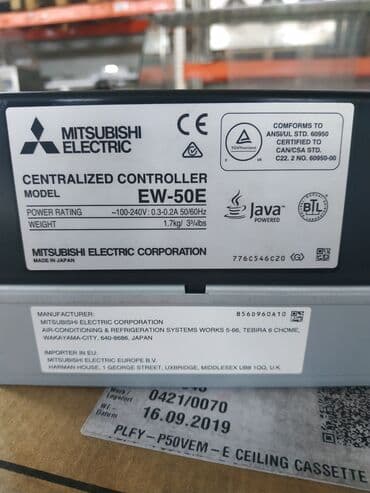 MITSUBISHI
ELECTRIC
CE
CONFORMS TO
ANSI/UL STD. 60950
CERTIFIED TO
CAN/CSA STD.
C22. 2 NO. 60950-00
CENTRALIZED CONTROLLER
MODEL EW-50E
POWER RATING ~100-240V: 0.3-0.2A 50/60Hz
WEIGHT 1.7kg/ 3¾lbs
Java
POWERED
BTL
MITSUBISHI ELECTRIC CORPORATION
MADE IN JAPAN
776C546C20 〈G〉
MANUFACTURER:
MITSUBISHI ELECTRIC CORPORATION
AIR-CONDITIONING & REFRIGERATION SYSTEMS WORKS 5-66, TEBIRA 6 CHOME,
WAKAYAMA-CITY, 640-8686, JAPAN
8560960A10
IMPORTER IN EU:
MITSUBISHI ELECTRIC EUROPE B.V.
HARMAN HOUSE, 1 GEORGE STREET, UXBRIDGE, MIDDLESEX UB8 1QQ, U.K.
0421/0070
16.09.2019
PLFY-P50VEM-E CEILING CASSETTE